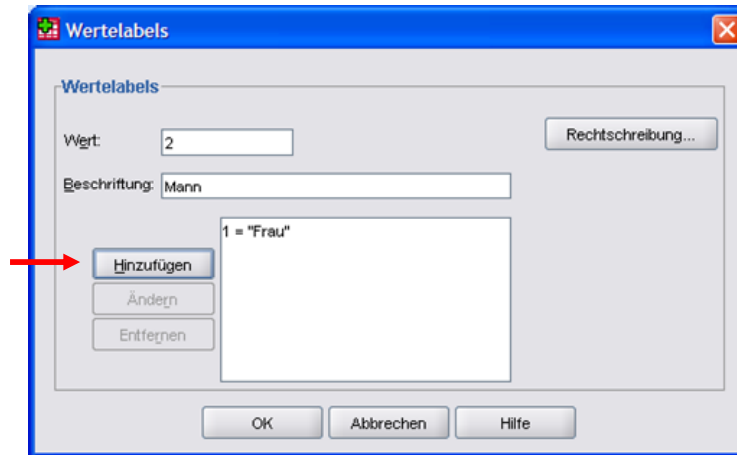 Wertelabels
Wertelabels
Wert: 2
Rechtschreibung...
Beschriftung: Mann
1 = "Frau"
Hinzufügen
Ändern
Entfernen
OK Abbrechen Hilfe